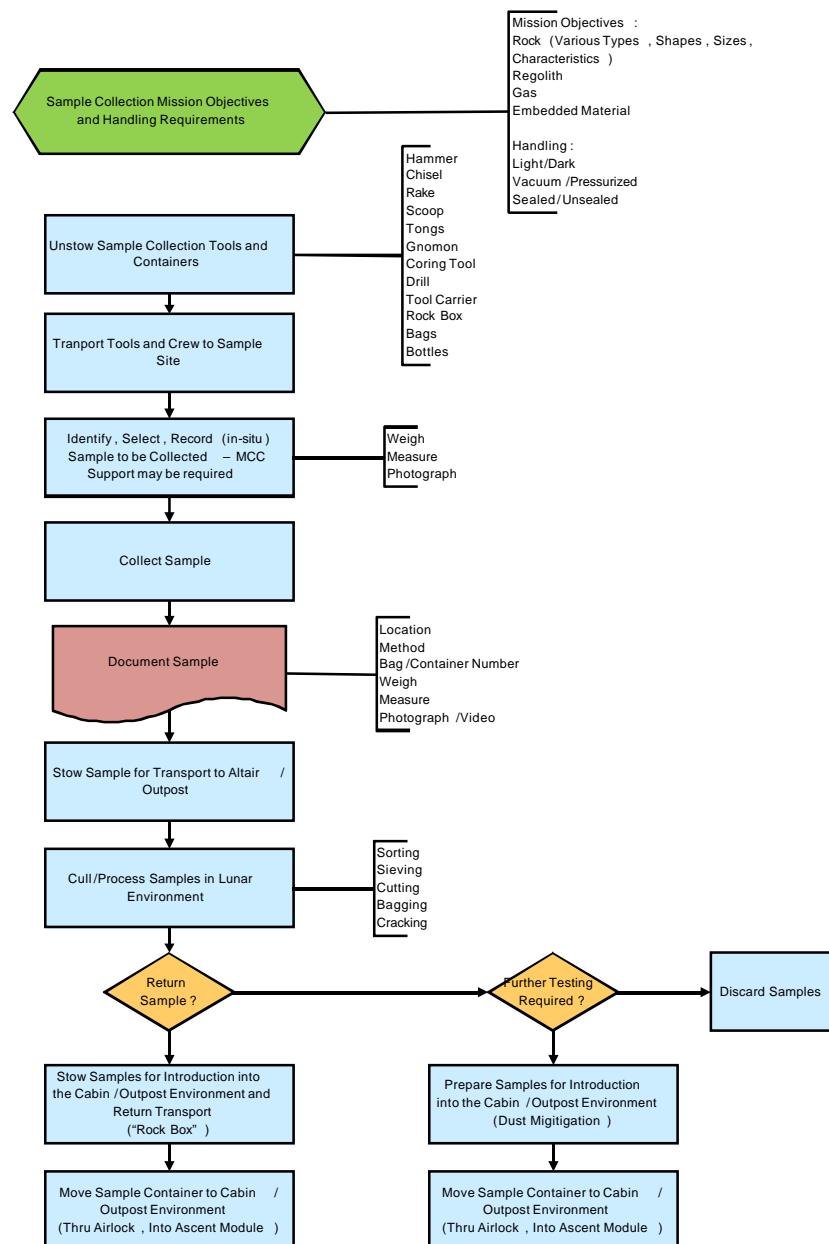 Mission Objectives :
Rock (Various Types , Shapes , Sizes ,
Characteristics )
Regolith
Gas
Embedded Material
Handling :
Light/Dark
Vacuum /Pressurized
Sealed/Unsealed
Sample Collection Mission Objectives
and Handling Requirements
Hammer
Chisel
Rake
Scoop
Tongs
Gnomon
Coring Tool
Drill
Tool Carrier
Rock Box
Bags
Bottles
Unstow Sample Collection Tools and
Containers
Tranport Tools and Crew to Sample
Site
Identify , Select , Record (in-situ )
Sample to be Collected – MCC
Support may be required
Weigh
Measure
Photograph
Collect Sample
Document Sample
Location
Method
Bag /Container Number
Weigh
Measure
Photograph /Video
Stow Sample for Transport to Altair /
Outpost
Cull /Process Samples in Lunar
Environment
Sorting
Sieving
Cutting
Bagging
Cracking
Return
Sample ?
Further Testing
Required ?
Discard Samples
Stow Samples for Introduction into
the Cabin /Outpost Environment and
Return Transport
(“Rock Box” )
Prepare Samples for Introduction
into the Cabin /Outpost Environment
(Dust Migitigation )
Move Sample Container to Cabin /
Outpost Environment
(Thru Airlock , Into Ascent Module )
Move Sample Container to Cabin /
Outpost Environment
(Thru Airlock , Into Ascent Module )